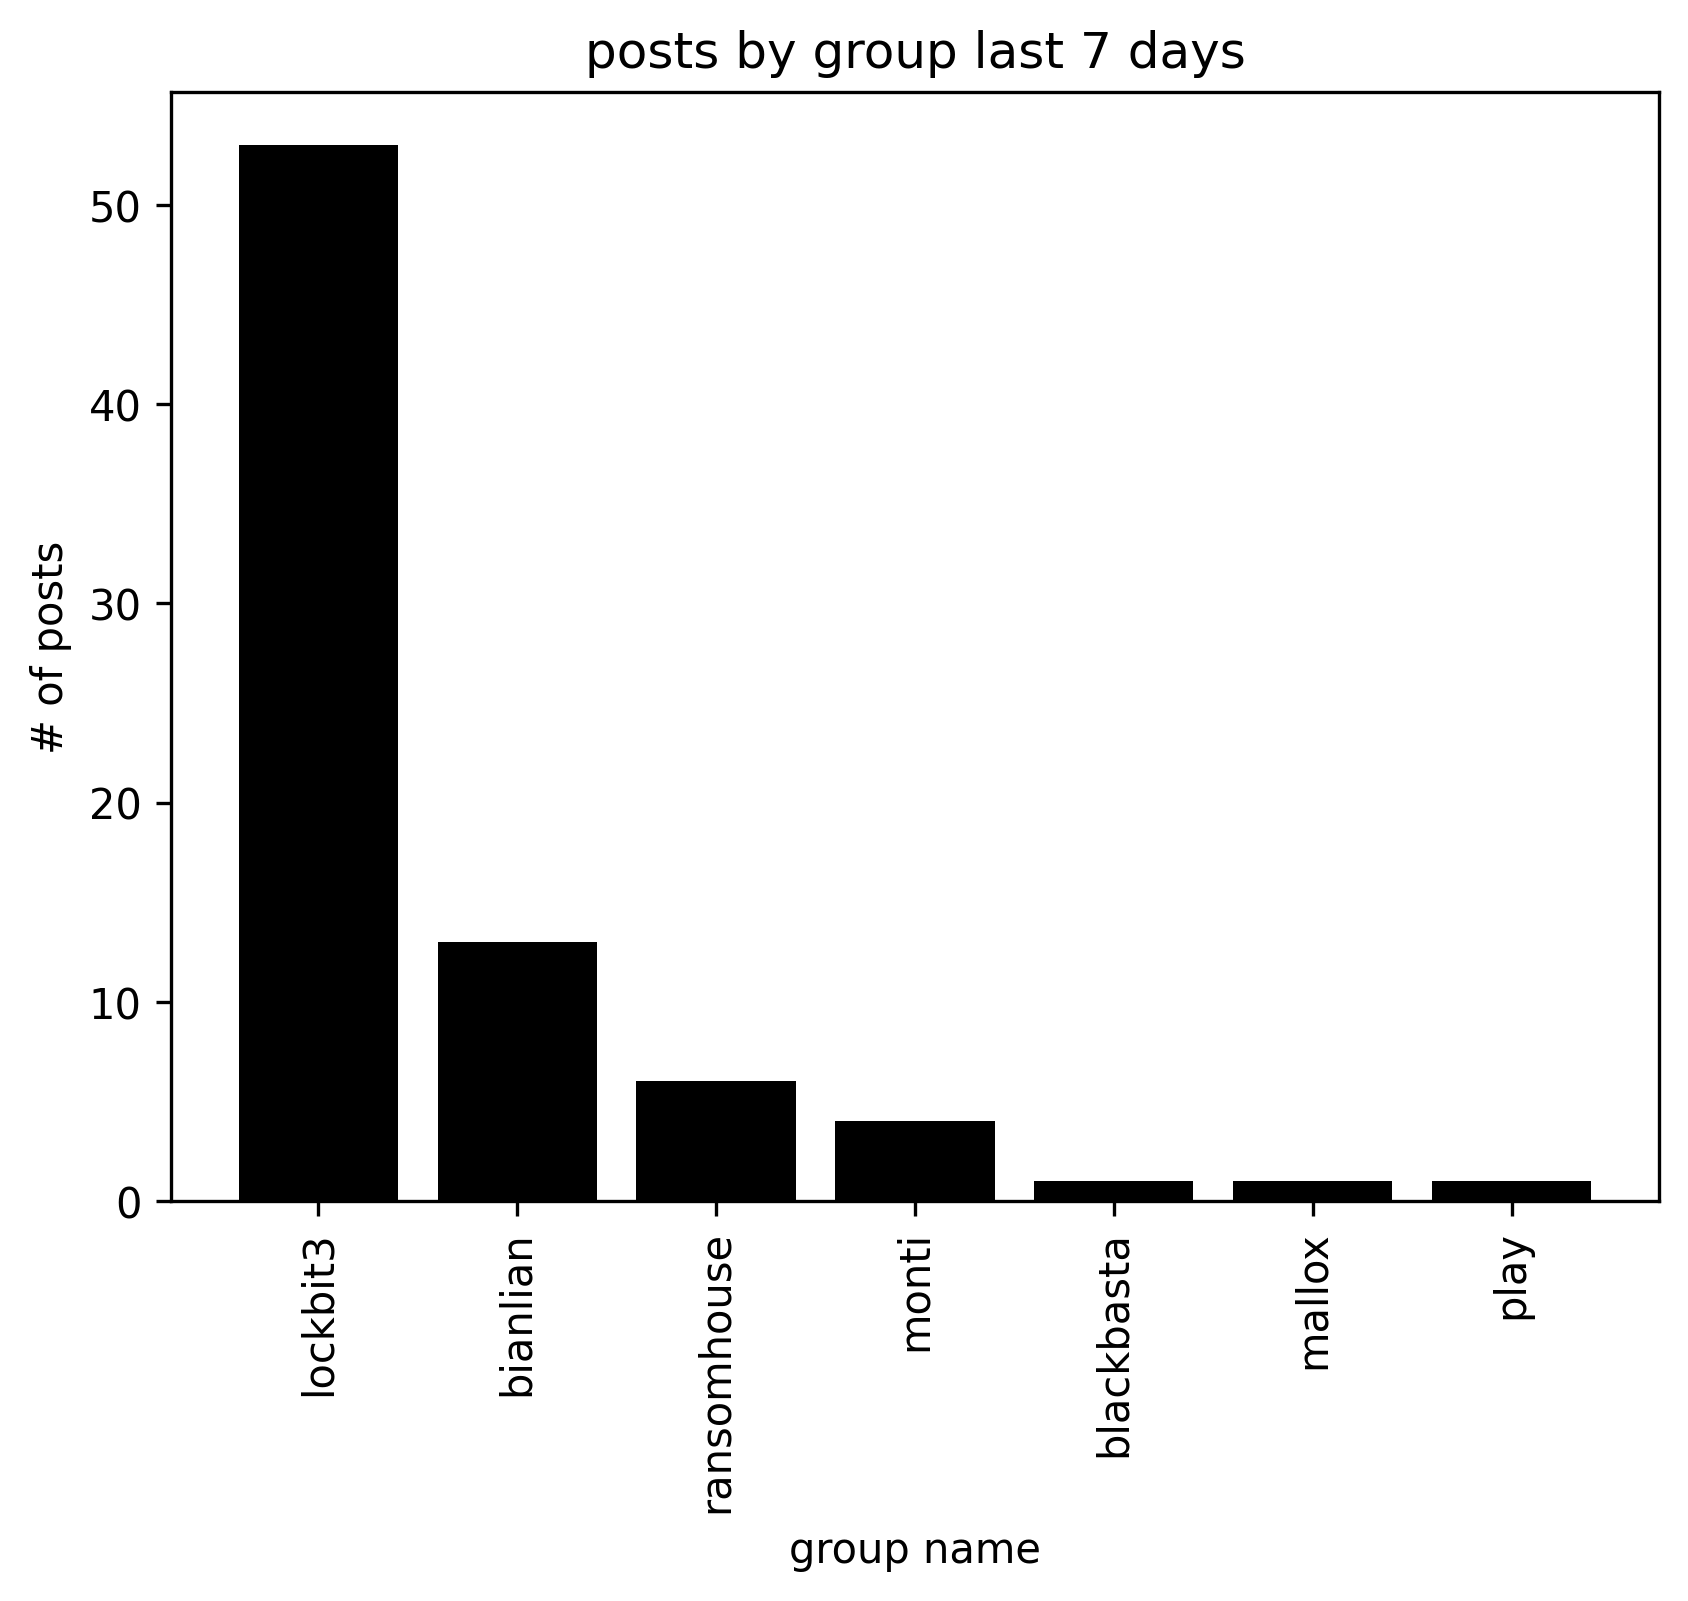 posts by group last 7 days
# of posts
50
40
30
20
10
0
lockbit3
bianlian
ransomhouse
monti
blackbasta
mallox
play
group name